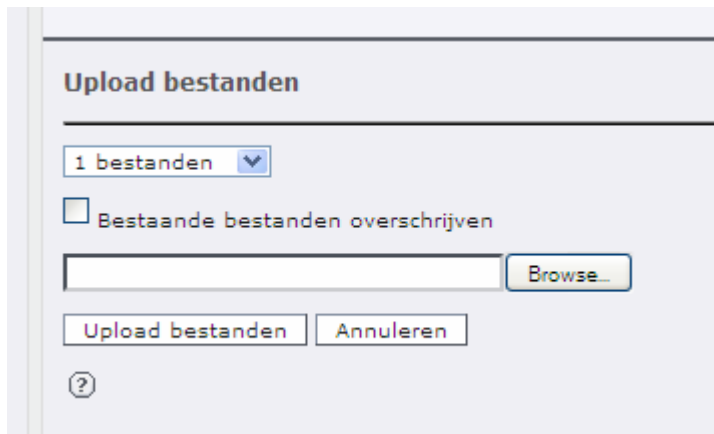 Upload bestanden
1 bestanden
Bestaande bestanden overschrijven
Browse...
Upload bestanden Annuleren
?